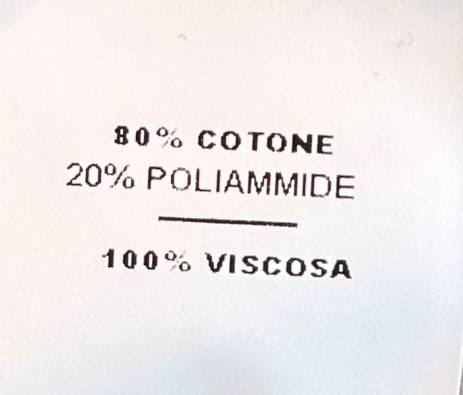 80% COTONE
20% POLIAMMIDE
100% VISCOSA